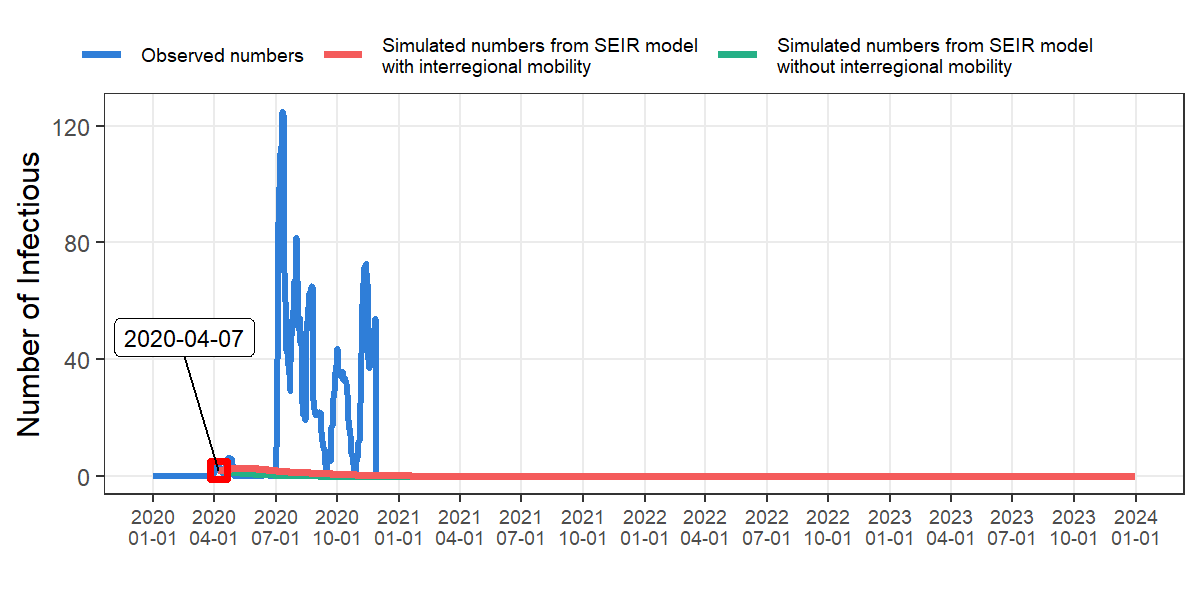 Observed numbers
Simulated numbers from SEIR model
with interregional mobility
Simulated numbers from SEIR model
without interregional mobility
Number of Infectious
120
80
40
0
2020-04-07
2020 2020 2020 2020 2021 2021 2021 2021 2022 2022 2022 2022 2023 2023 2023 2023 2024
01-01 04-01 07-01 10-01 01-01 04-01 07-01 10-01 01-01 04-01 07-01 10-01 01-01 04-01 07-01 10-01 01-01